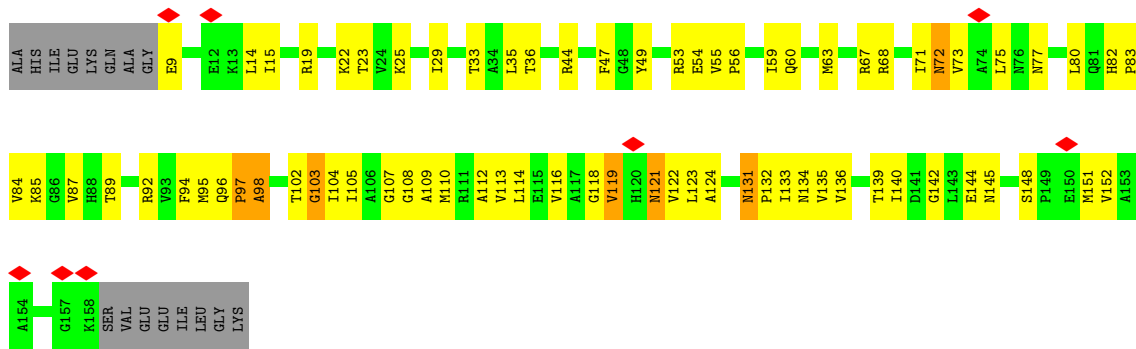 ALA HIS ILE GLU LYS GLN ALA GLY E9 E12 K13 L14 I15 R19 K22 T23 V24 K25 I29 T33 A34 L35 T36 R44 F47 G48 Y49 R53 E54 V55 P56 I59 Q60 M63 R67 R68 I71 N72 V73 A74 L75 N76 N77 L80 Q81 H82 P83
V84 K85 G86 V87 H88 T89 R92 V93 F94 M95 Q96 P97 A98 T102 G103 I104 I105 A106 G107 G108 A109 M110 R111 A112 V113 L114 E115 V116 A117 G118 V119 H120 N121 V122 L123 A124 N131 P132 I133 N134 V135 V136 T139 I140 D141 G142 L143 E144 N145 S148 P149 E150 M151 V152 A153
A154 G157 K158 SER VAL GLU GLU ILE LEU GLY LYS